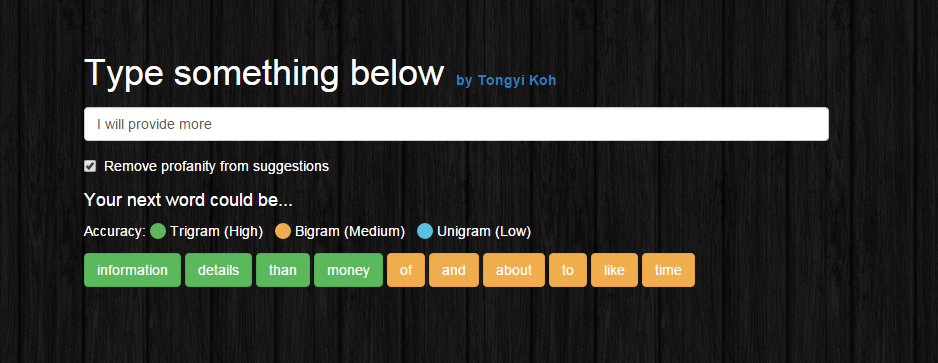 Type something below by Tongyi Koh
I will provide more
Remove profanity from suggestions
Your next word could be...
Accuracy: Trigram (High) Bigram (Medium) Unigram (Low)
information details than money of and about to like time